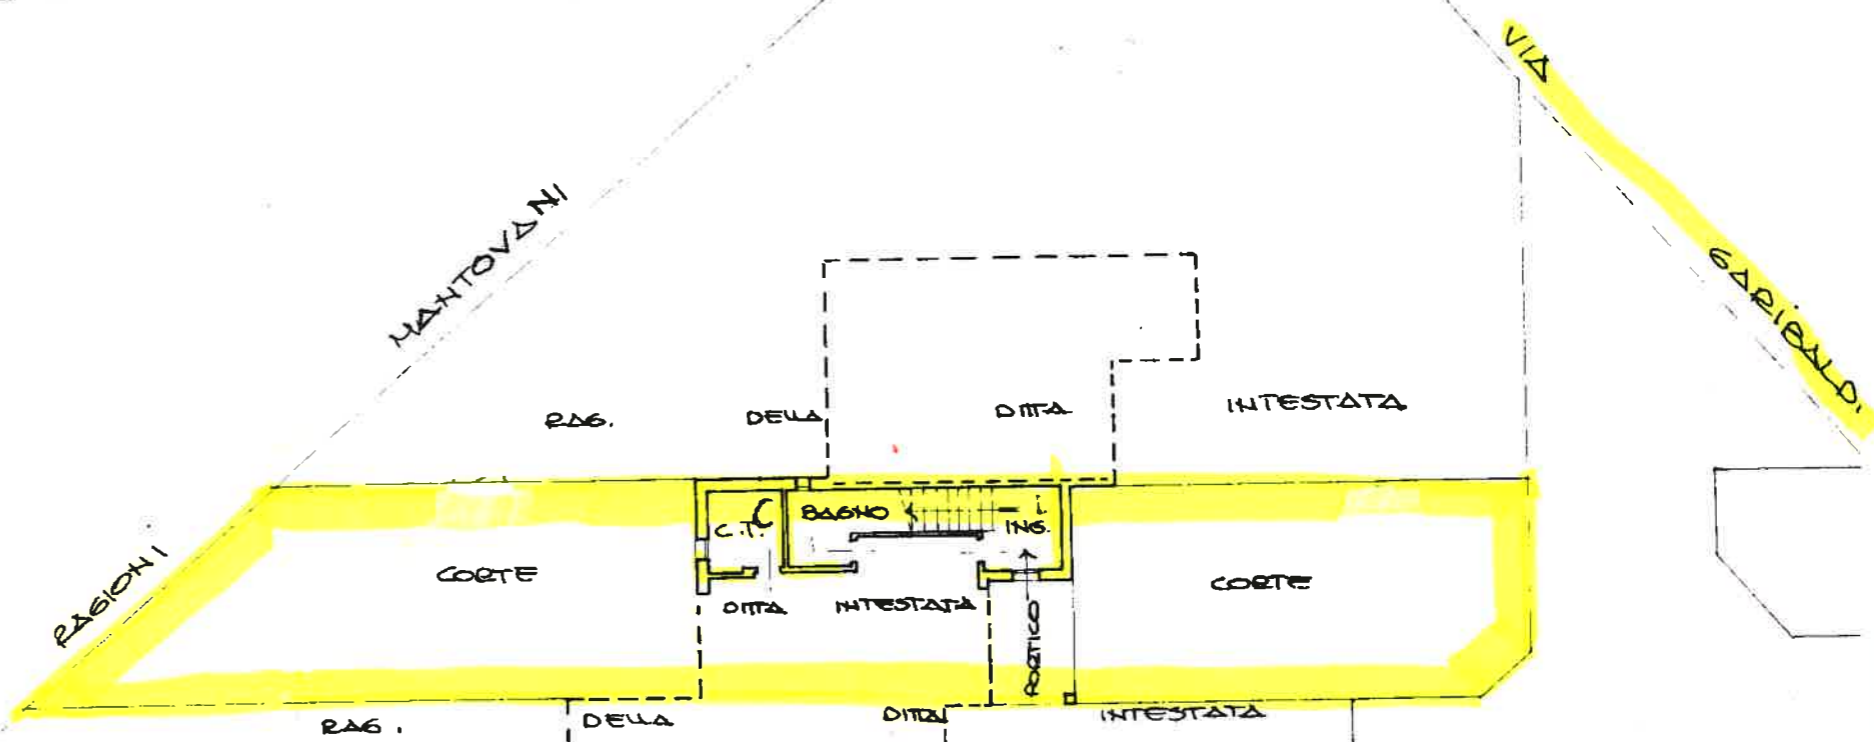 VIA
GARIBALDI
MANTOVANI
RAG. DELLA DITTA INTESTATA
C.T. BAGNO ING.
RAGIONI
CORTE
CORTE
DITTA INTESTATA
PORTICO
RAG. DELLA DITTA INTESTATA